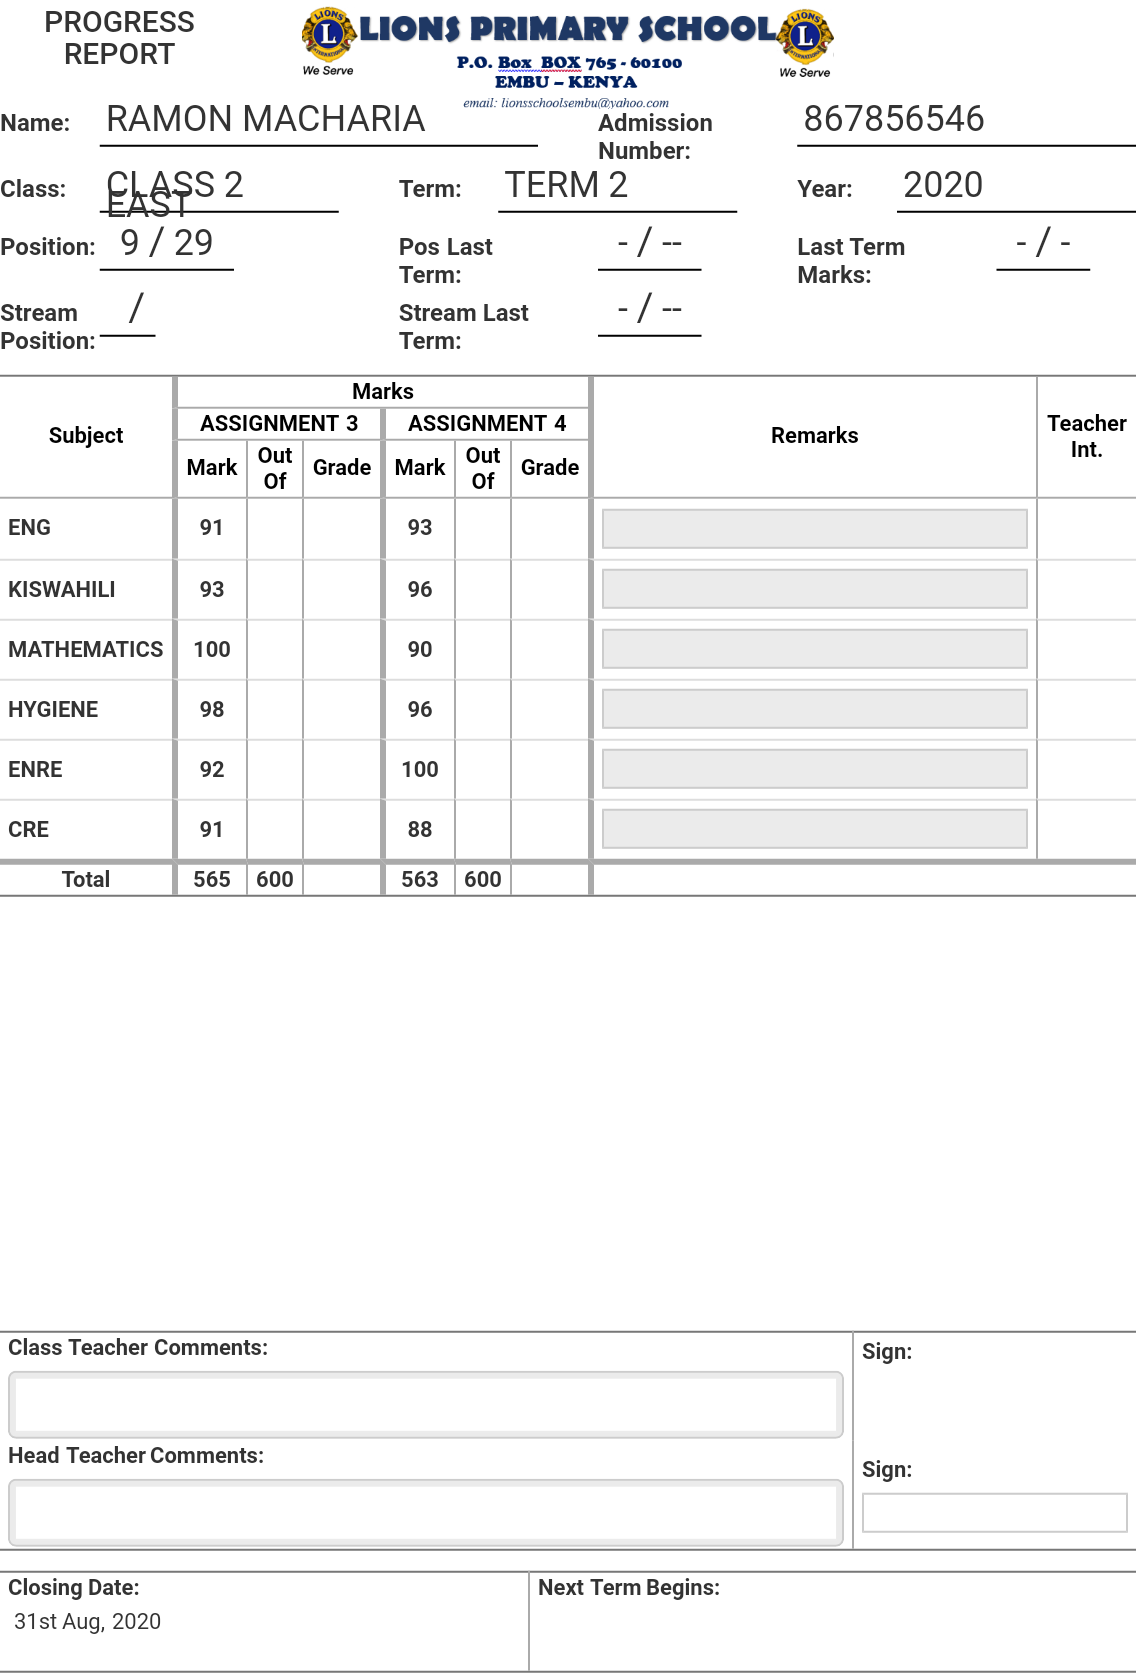 PROGRESS
REPORT
LIONS
L
INTERNATIONAL
We Serve
LIONS PRIMARY SCHOOL
P.O. Box BOX 765 - 60100
EMBU – KENYA
email: lionsschoolsembu@yahoo.com
LIONS
L
INTERNATIONAL
We Serve
Name: RAMON MACHARIA Admission Number: 867856546
Class: CLASS 2 EAST Term: TERM 2 Year: 2020
Position: 9 / 29 Pos Last Term: - / -- Last Term Marks: - / -
Stream Position: / Stream Last Term: - / --
Subject Marks Remarks Teacher Int.
ASSIGNMENT 3 ASSIGNMENT 4
Mark Out Of Grade Mark Out Of Grade
ENG 91 93
KISWAHILI 93 96
MATHEMATICS 100 90
HYGIENE 98 96
ENRE 92 100
CRE 91 88
Total 565 600 563 600
Class Teacher Comments: Sign:
Head Teacher Comments: Sign:
Closing Date: Next Term Begins:
31st Aug, 2020